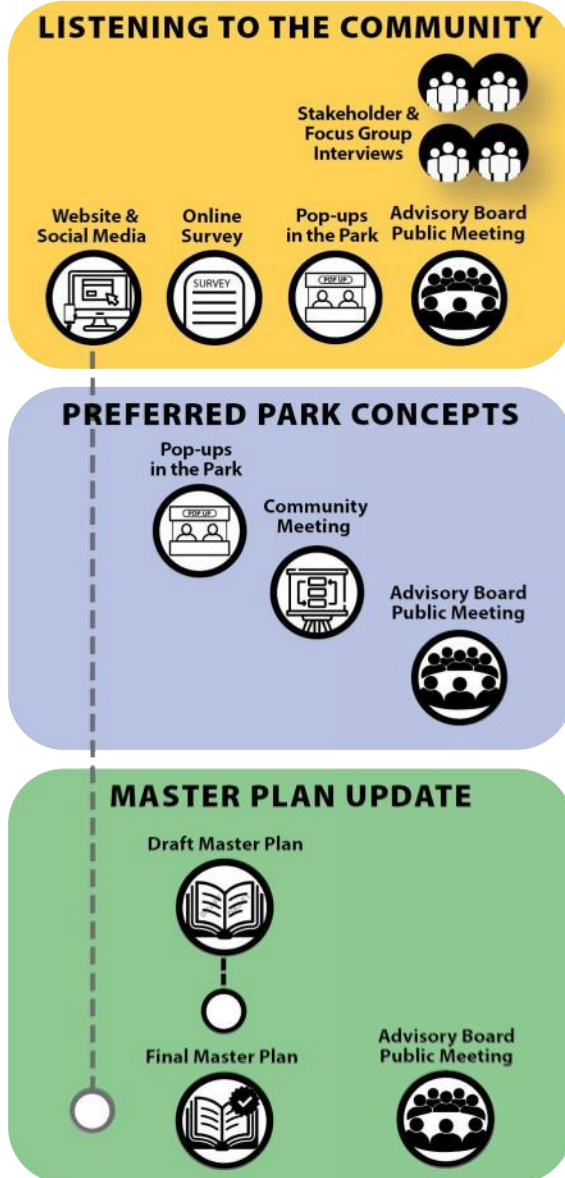 LISTENING TO THE COMMUNITY
Stakeholder &
Focus Group
Interviews
Website &
Social Media
Online
Survey
Pop-ups
in the Park
Advisory Board
Public Meeting
SURVEY
POP UP
PREFERRED PARK CONCEPTS
Pop-ups
in the Park
POP UP
Community
Meeting
Advisory Board
Public Meeting
MASTER PLAN UPDATE
Draft Master Plan
Final Master Plan
Advisory Board
Public Meeting